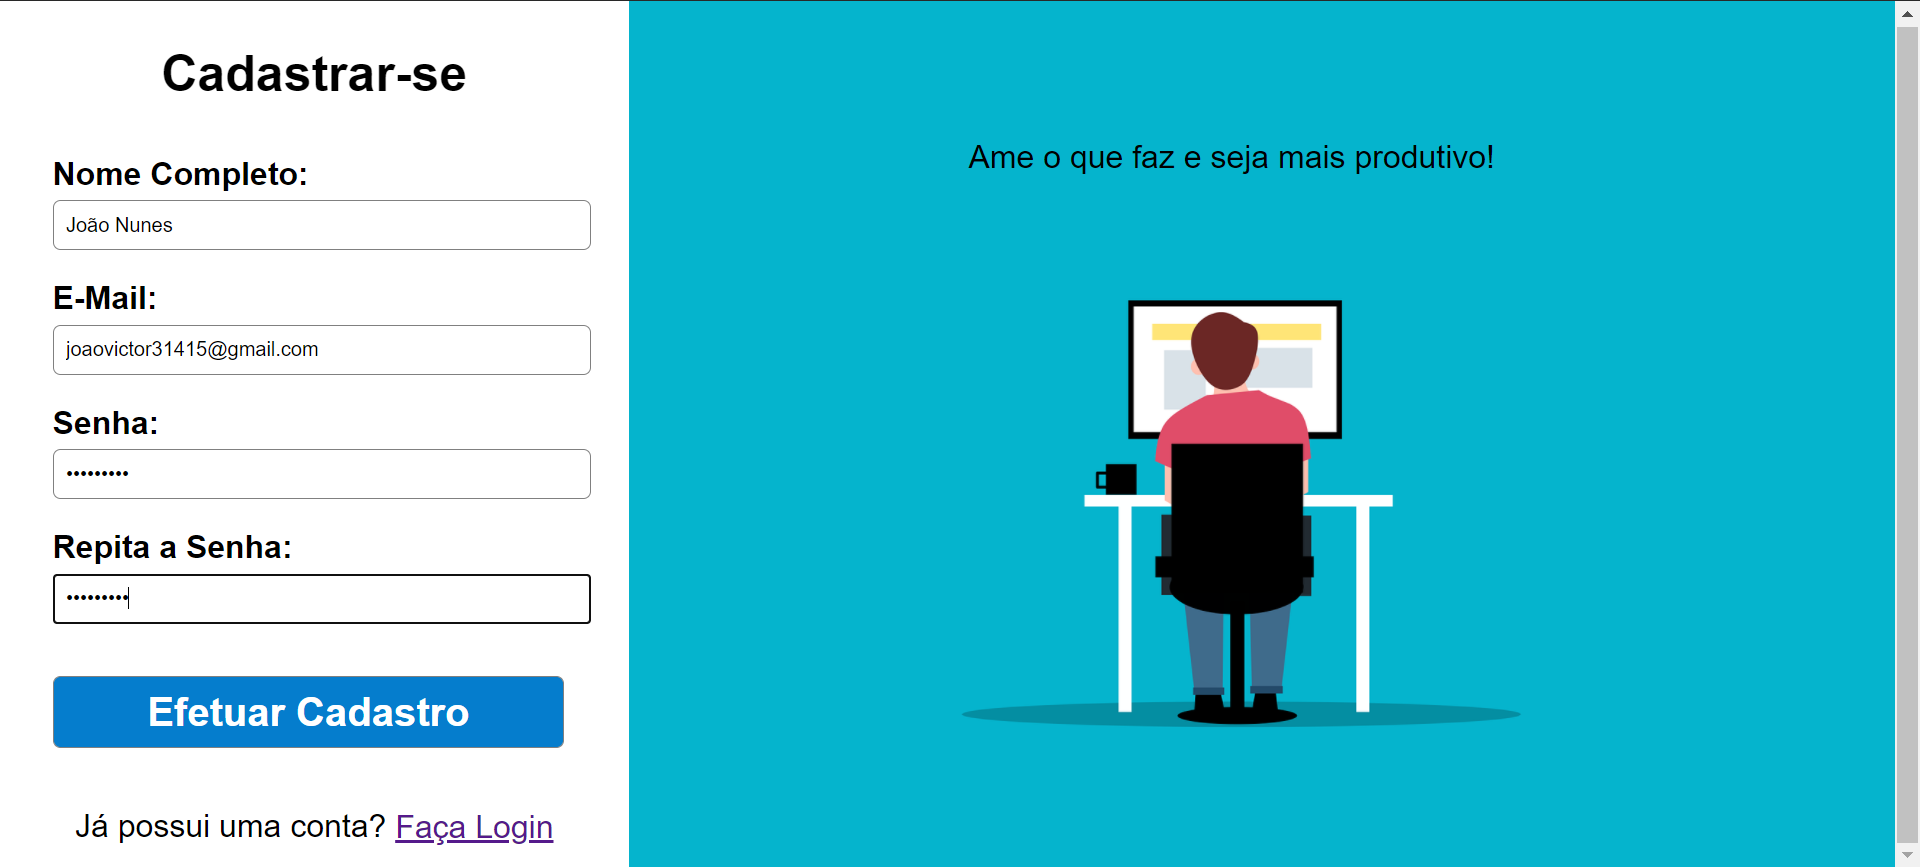 Cadastrar-se
Nome Completo:
João Nunes
E-Mail:
joaovictor31415@gmail.com
Senha:
•••••••••
Repita a Senha:
•••••••••
Efetuar Cadastro
Já possui uma conta? Faça Login
Ame o que faz e seja mais produtivo!